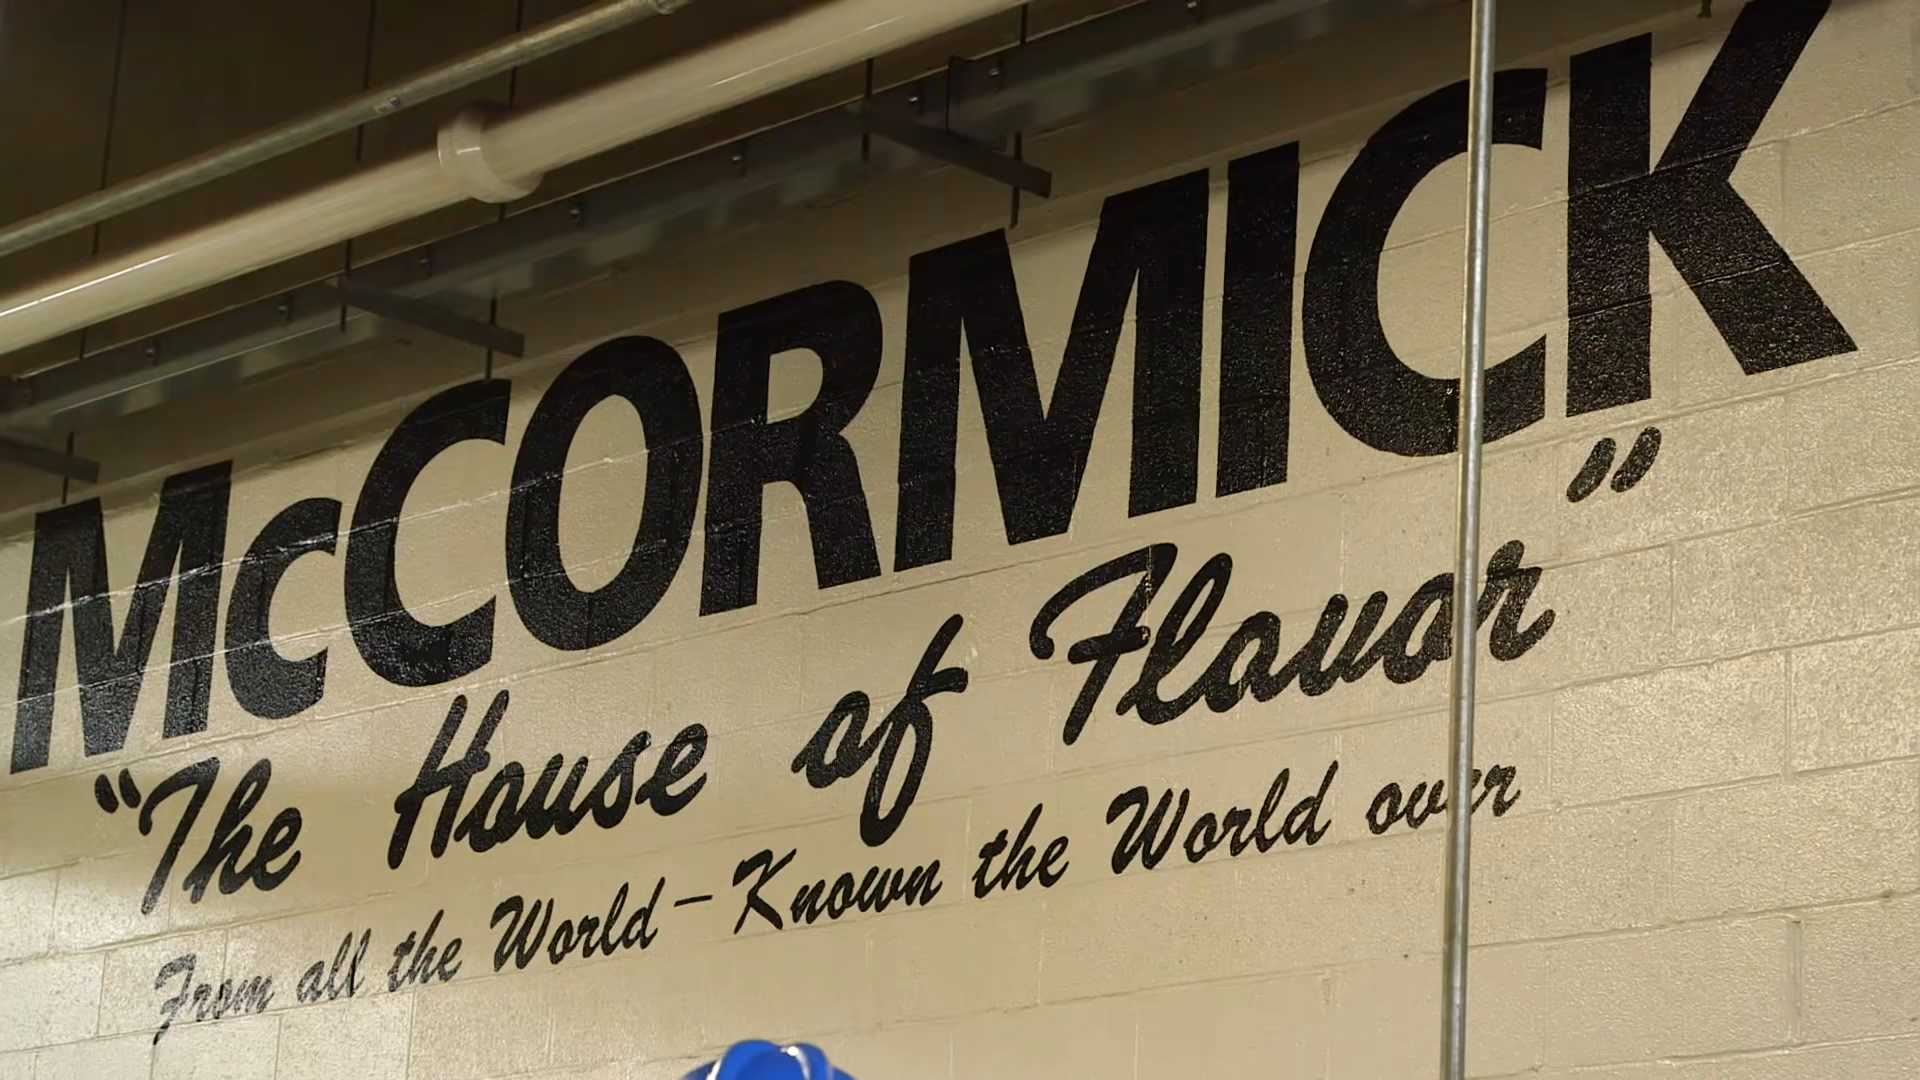 McCORMICK
“The House of Flavor”
From all the World - Known the World over